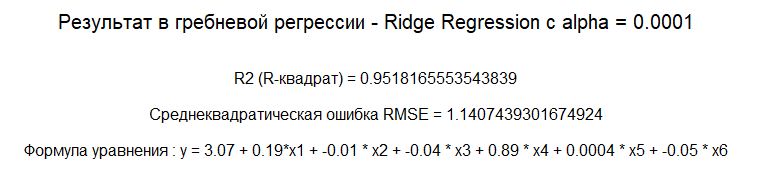 Результат в гребневой регрессии - Ridge Regression с alpha = 0.0001
R2 (R-квадрат) = 0.9518165553543839
Среднеквадратическая ошибка RMSE = 1.1407439301674924
Формула уравнения : y = 3.07 + 0.19*x1 + -0.01 * x2 + -0.04 * x3 + 0.89 * x4 + 0.0004 * x5 + -0.05 * x6